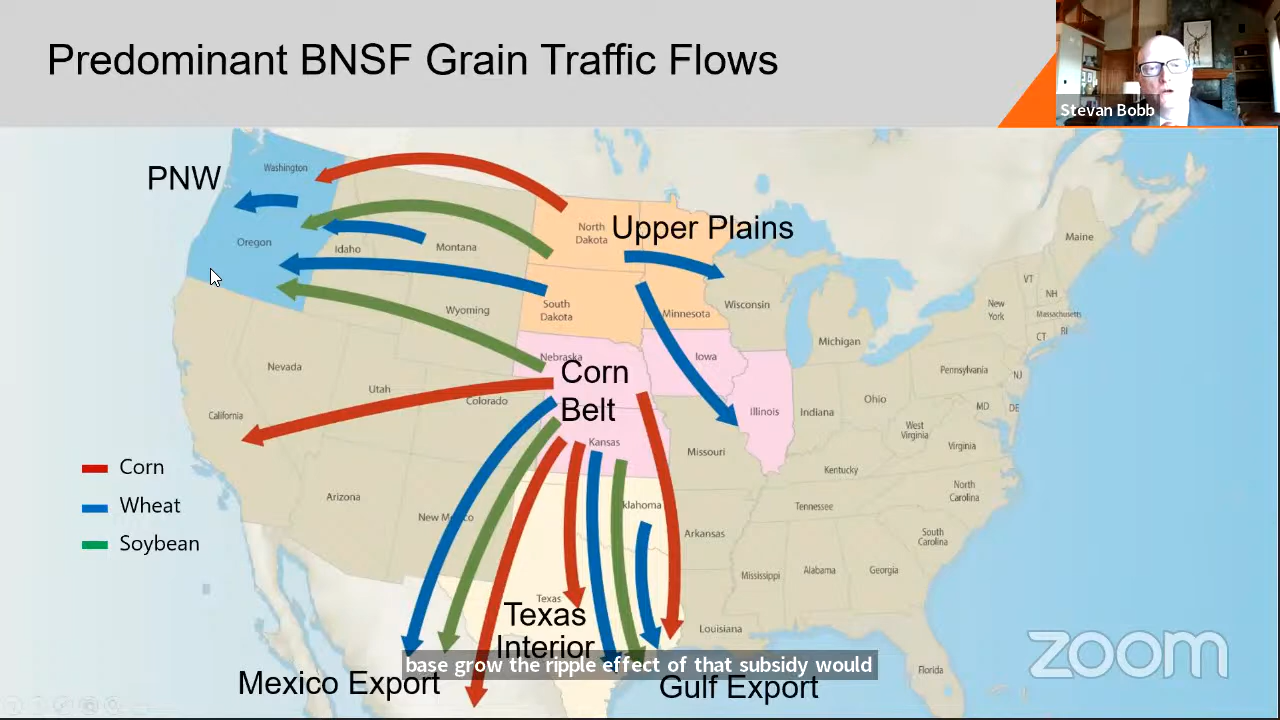 Predominant BNSF Grain Traffic Flows
Stevan Bobb
PNW
Washington
Oregon
Idaho
Montana
North
Dakota
Upper Plains
South
Dakota
Minnesota
Wisconsin
Michigan
Wyoming
Nebraska
Iowa
Corn
Belt
Illinois
Indiana
Ohio
Pennsylvania
New
York
Maine
VT
NH
Massachusetts
CT
RI
NJ
MD
DE
West
Virginia
Virginia
Nevada
Utah
Colorado
California
Kansas
Missouri
Kentucky
North
Carolina
Tennessee
South
Carolina
Arizona
New Mexico
klahoma
Arkansas
Mississippi
Alabama
Georgia
Louisiana
Florida
Texas
Corn
Wheat
Soybean
Texas
Interior
Mexico Export
Gulf Export
base grow the ripple effect of that subsidy would
zoom